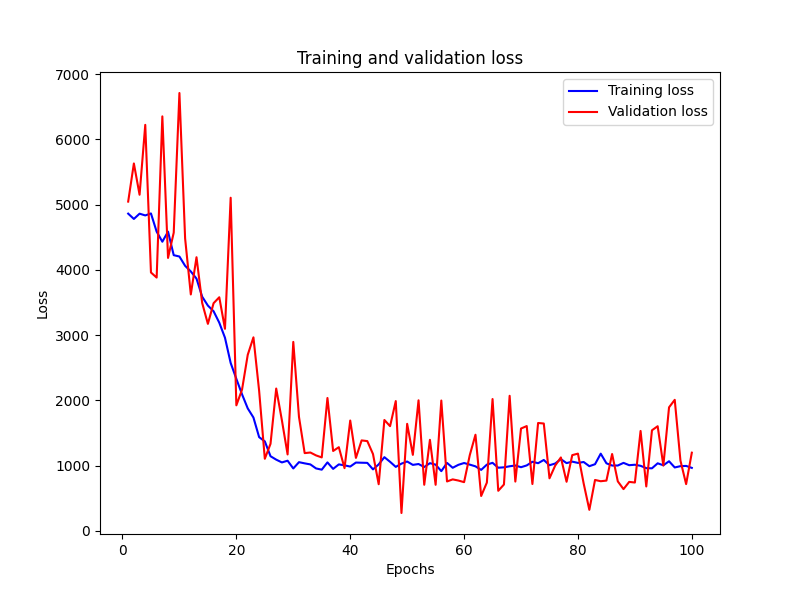 Training and validation loss
Training loss
Validation loss
7000
6000
5000
4000
3000
2000
1000
0
Loss
0 20 40 60 80 100
Epochs